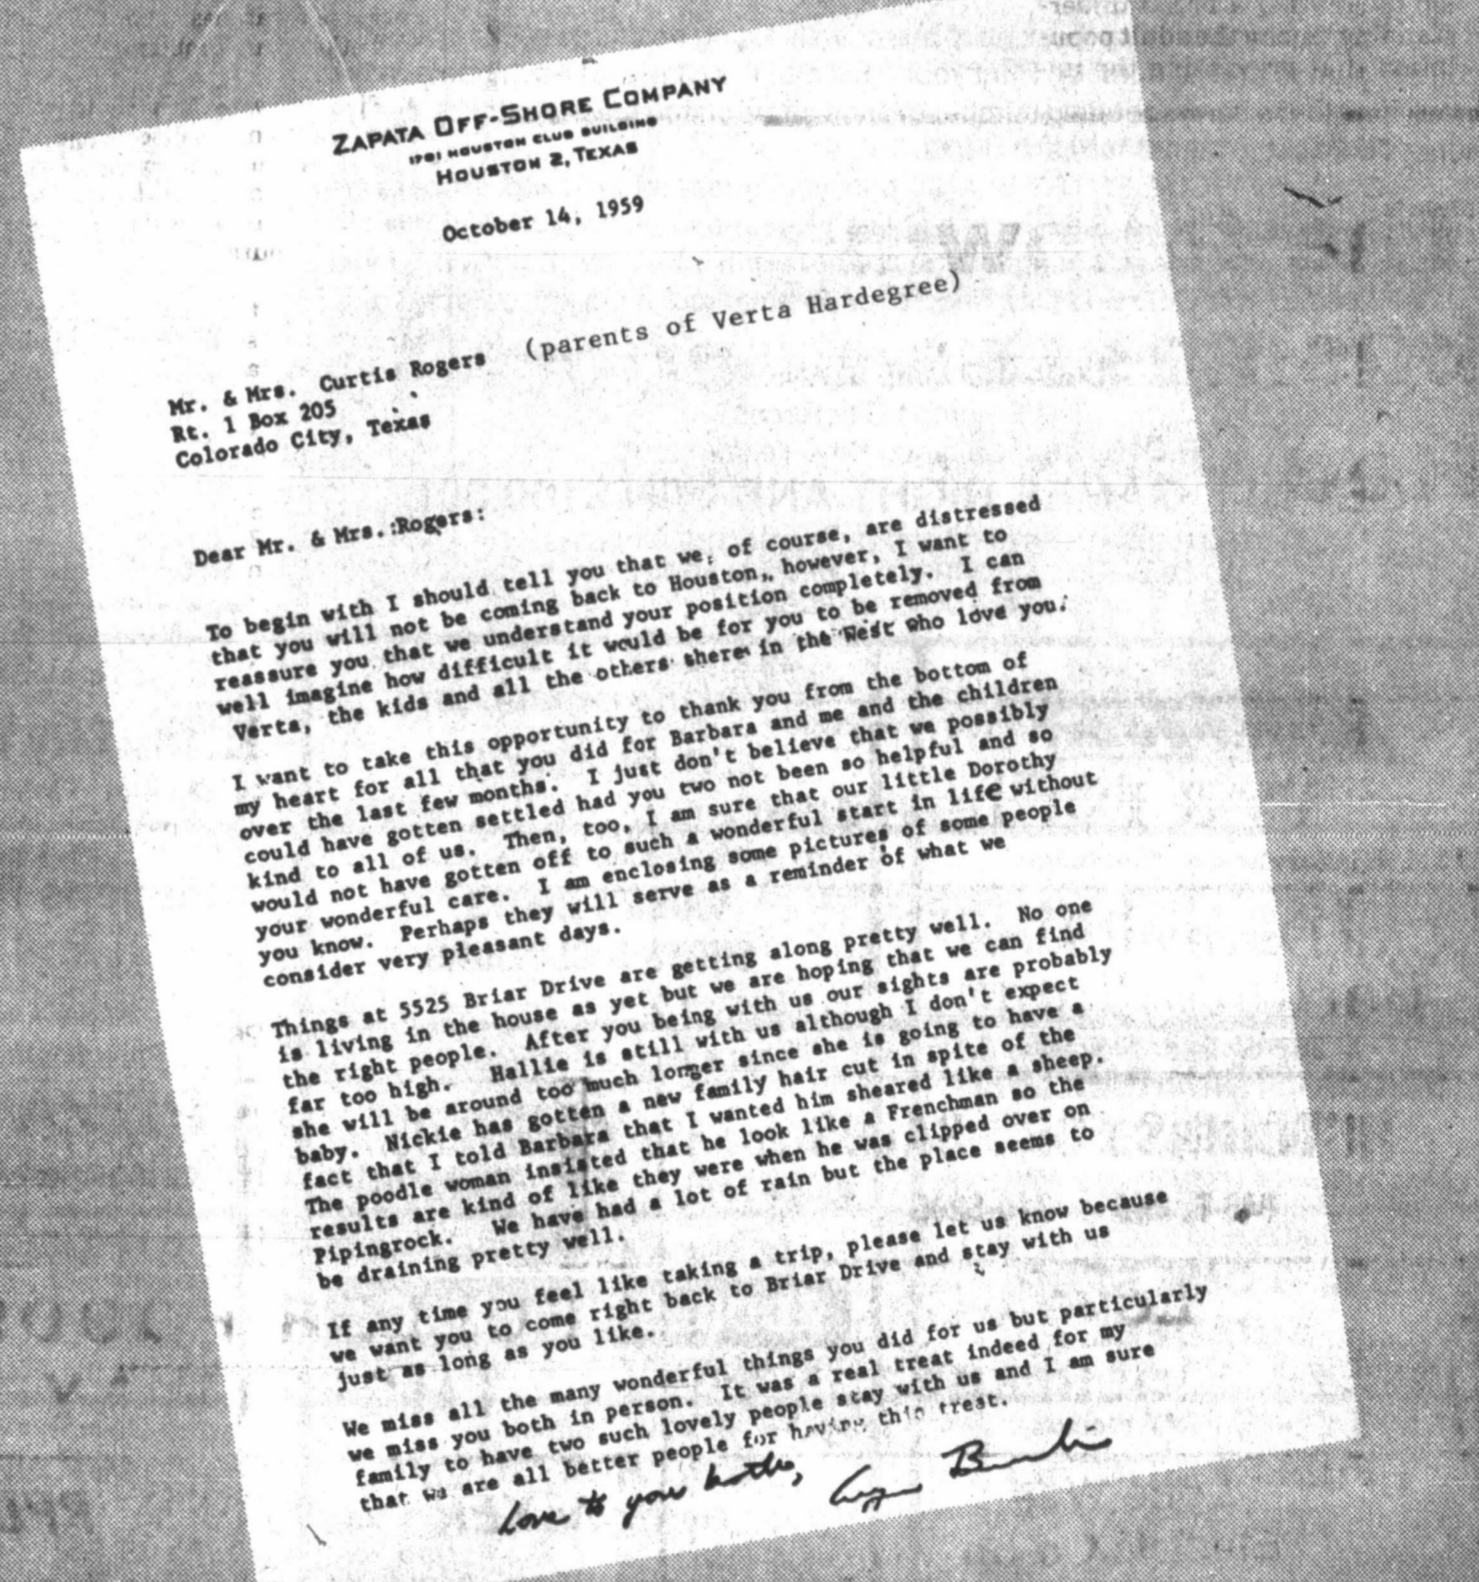 ZAPATA OFF-SHORE COMPANY
1701 HOUSTON CLUB BUILDING
HOUSTON 2, TEXAS
October 14, 1959
(parents of Verta Hardegree)
Mr. & Mrs. Curtis Rogers
Rt. 1 Box 205
Colorado City, Texas
Dear Mr. & Mrs. Rogers:
To begin with I should tell you that we, of course, are distressed
that you will not be coming back to Houston, however, I want to
reassure you that we understand your position completely. I can
well imagine how difficult it would be for you to be removed from
Verta, the kids and all the others there in the West who love you.
I want to take this opportunity to thank you from the bottom of
my heart for all that you did for Barbara and me and the children
over the last few months. I just don't believe that we possibly
could have gotten settled had you two not been so helpful and so
kind to all of us. Then, too, I am sure that our little Dorothy
would not have gotten off to such a wonderful start in life without
your wonderful care. I am enclosing some pictures of some people
you know. Perhaps they will serve as a reminder of what we
consider very pleasant days.
Things at 5525 Briar Drive are getting along pretty well. No one
is living in the house as yet but we are hoping that we can find
the right people. After you being with us our sights are probably
far too high. Hallie is still with us although I don't expect
she will be around too much longer since she is going to have a
baby. Nickie has gotten a new family hair cut in spite of the
fact that I told Barbara that I wanted him sheared like a sheep.
The poodle woman insisted that he look like a Frenchman so the
results are kind of like they were when he was clipped over on
Pipingrock. We have had a lot of rain but the place seems to
be draining pretty well.
If any time you feel like taking a trip, please let us know because
we want you to come right back to Briar Drive and stay with us
just as long as you like.
We miss all the many wonderful things you did for us but particularly
we miss you both in person. It was a real treat indeed for my
family to have two such lovely people stay with us and I am sure
that we are all better people for having this treat.
Love to you both,